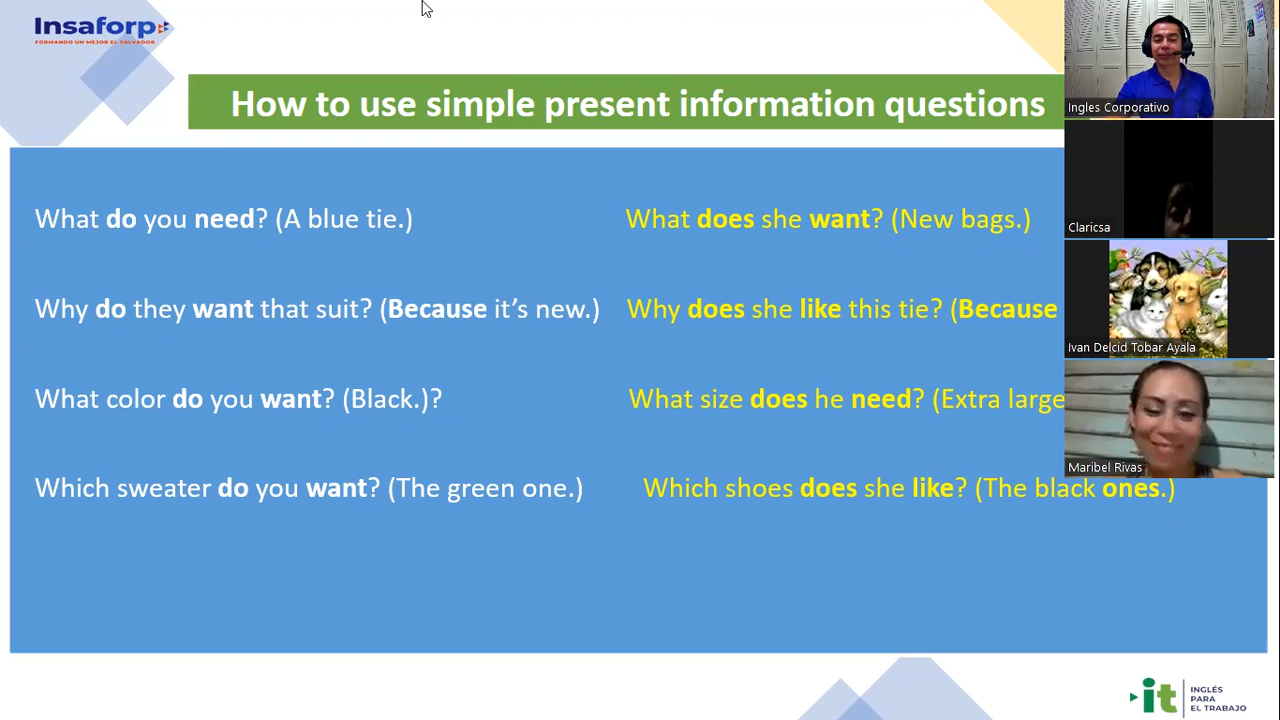 Insaforp
FORMANDO UN MEJOR EL SALVADOR
How to use simple present information questions
What do you need? (A blue tie.)
What does she want? (New bags.)
Why do they want that suit? (Because it’s new.)
Why does she like this tie? (Because
What color do you want? (Black.)?
What size does he need? (Extra large
Which sweater do you want? (The green one.)
Which shoes does she like? (The black ones.)
Ingles Corporativo
Claricsa
Ivan Delcid Tobar Ayala
Maribel Rivas
it
INGLÉS
PARA
EL TRABAJO